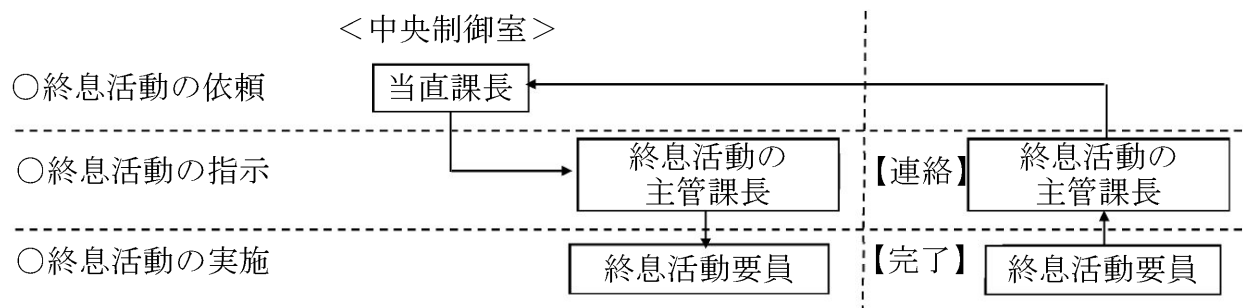 ＜中央制御室＞
○終息活動の依頼
当直課長
○終息活動の指示
終息活動の
主管課長
【連絡】
終息活動の
主管課長
○終息活動の実施
終息活動要員
【完了】
終息活動要員